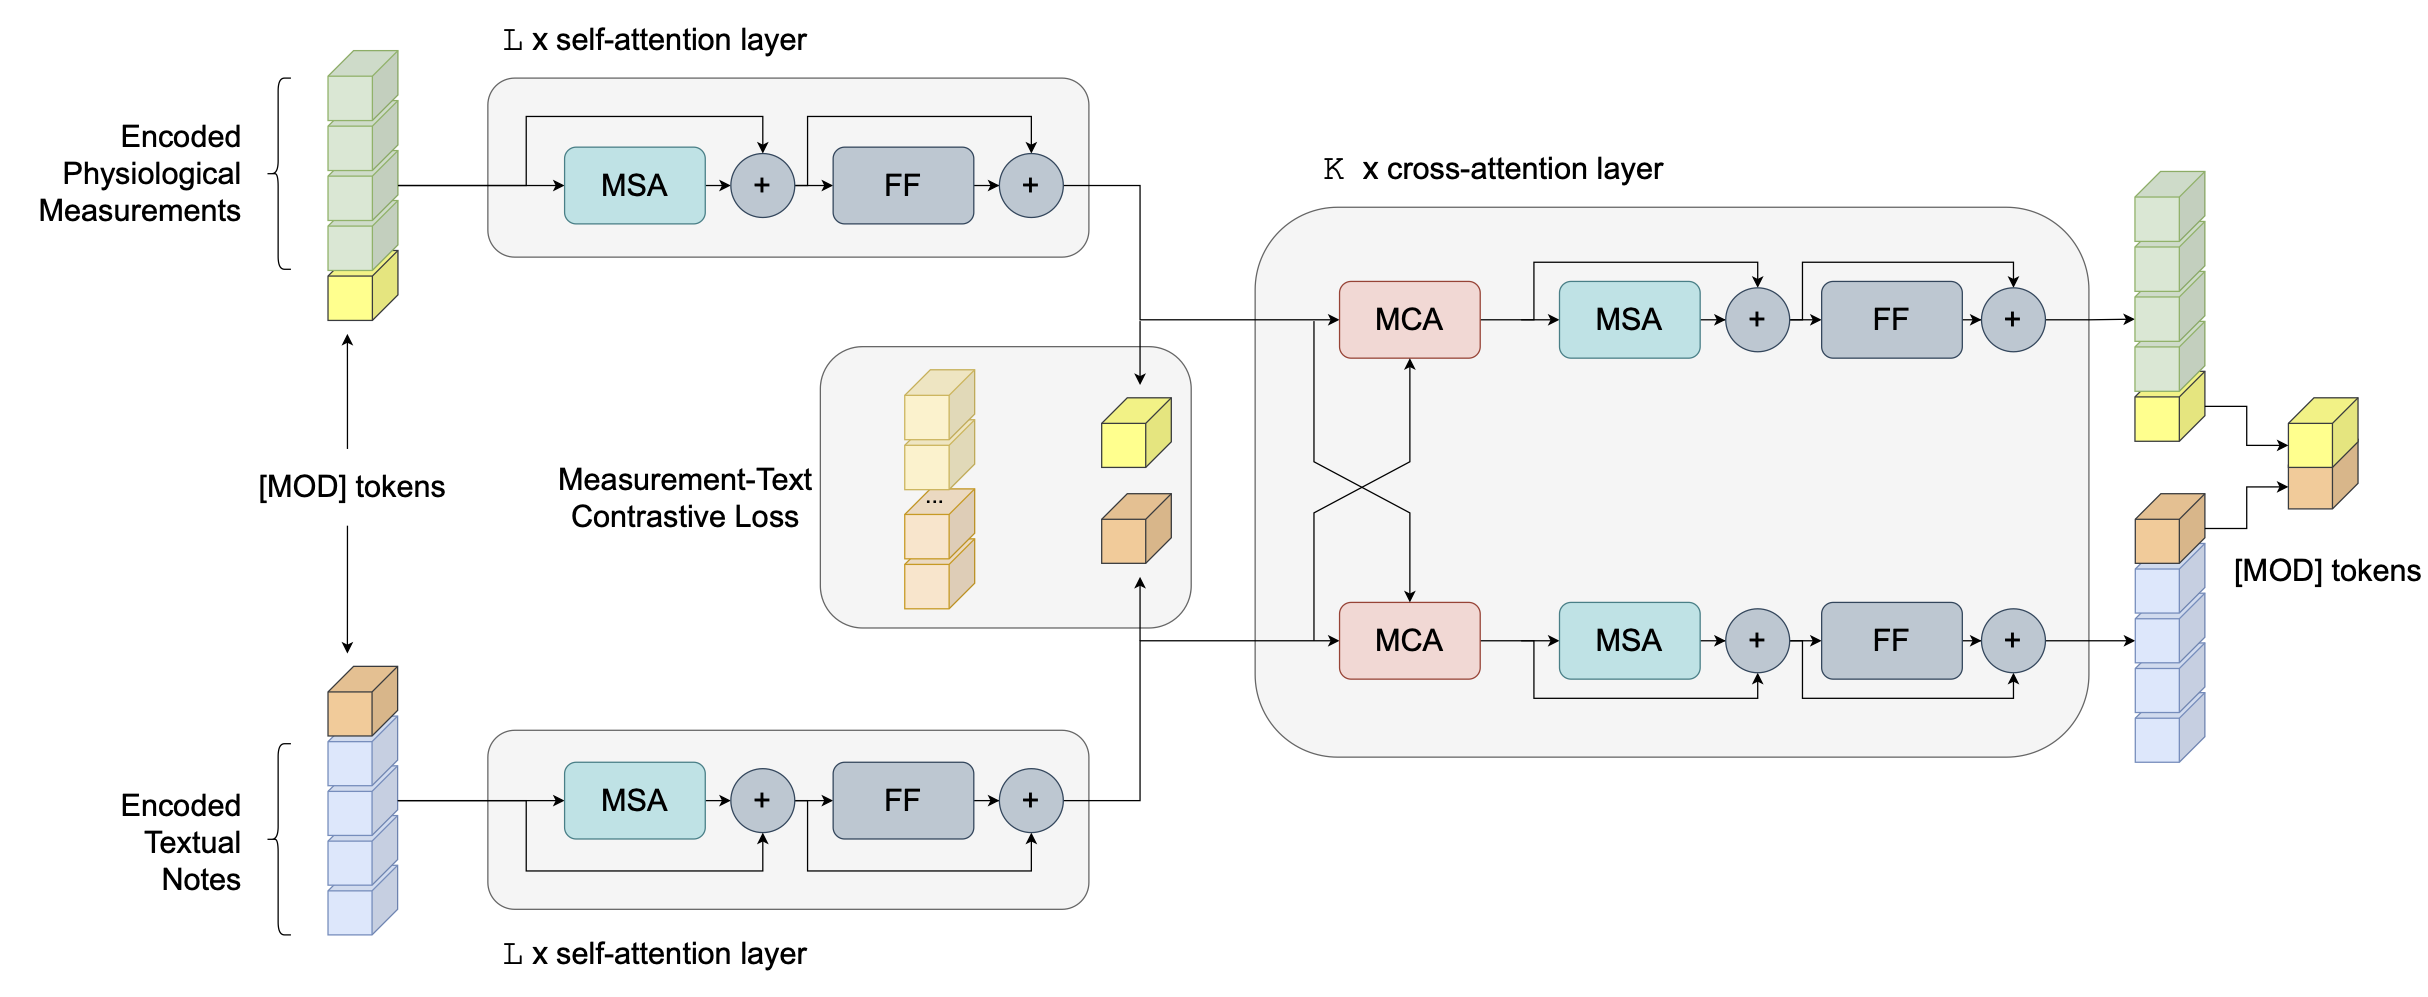 L x self-attention layer
Encoded
Physiological
Measurements
MSA
+
FF
+
K x cross-attention layer
MCA
MSA
+
FF
+
[MOD] tokens
Measurement-Text
Contrastive Loss
...
[MOD] tokens
MCA
MSA
+
FF
+
Encoded
Textual
Notes
MSA
+
FF
+
L x self-attention layer